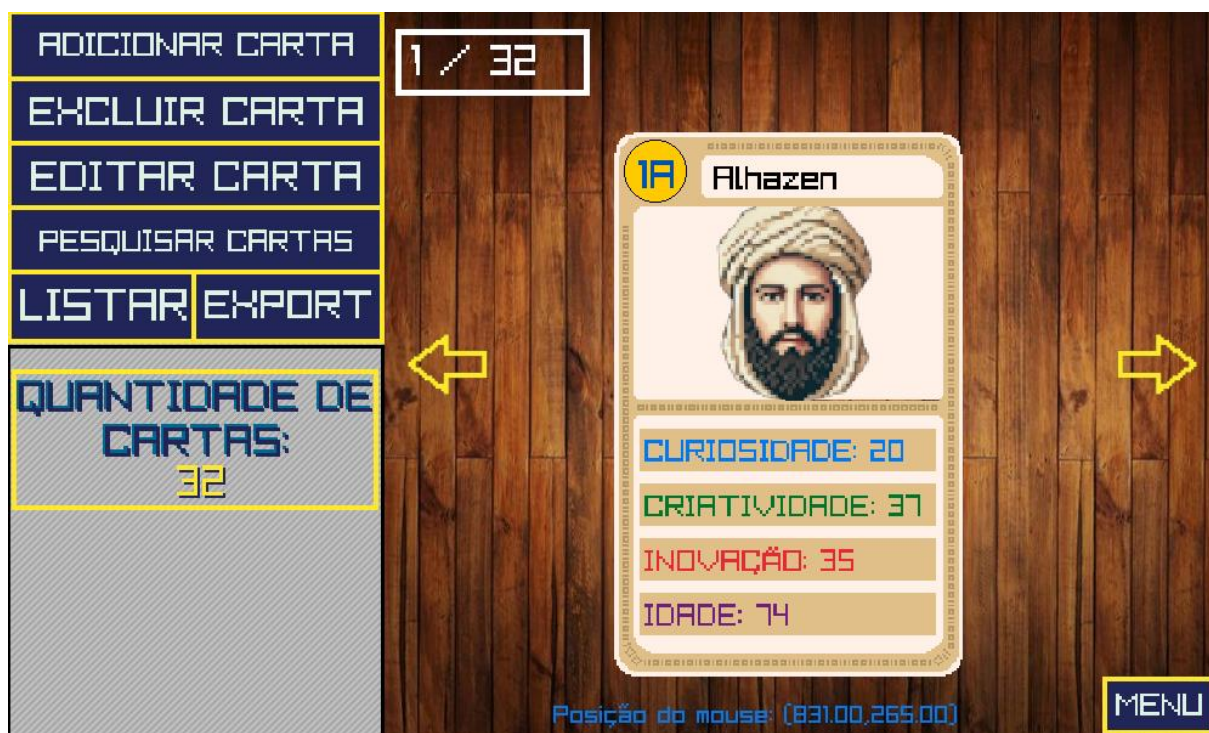 ADICIONAR CARTA
EXCLUIR CARTA
EDITAR CARTA
PESQUISAR CARTAS
LISTAR EXPORT
QUANTIDADE DE
CARTAS:
32
1 / 32
1A Alhazen
CURIOSIDADE: 20
CRIATIVIDADE: 37
INOVAÇÃO: 35
IDADE: 74
Posição do mouse: (831.00,265.00)
MENU